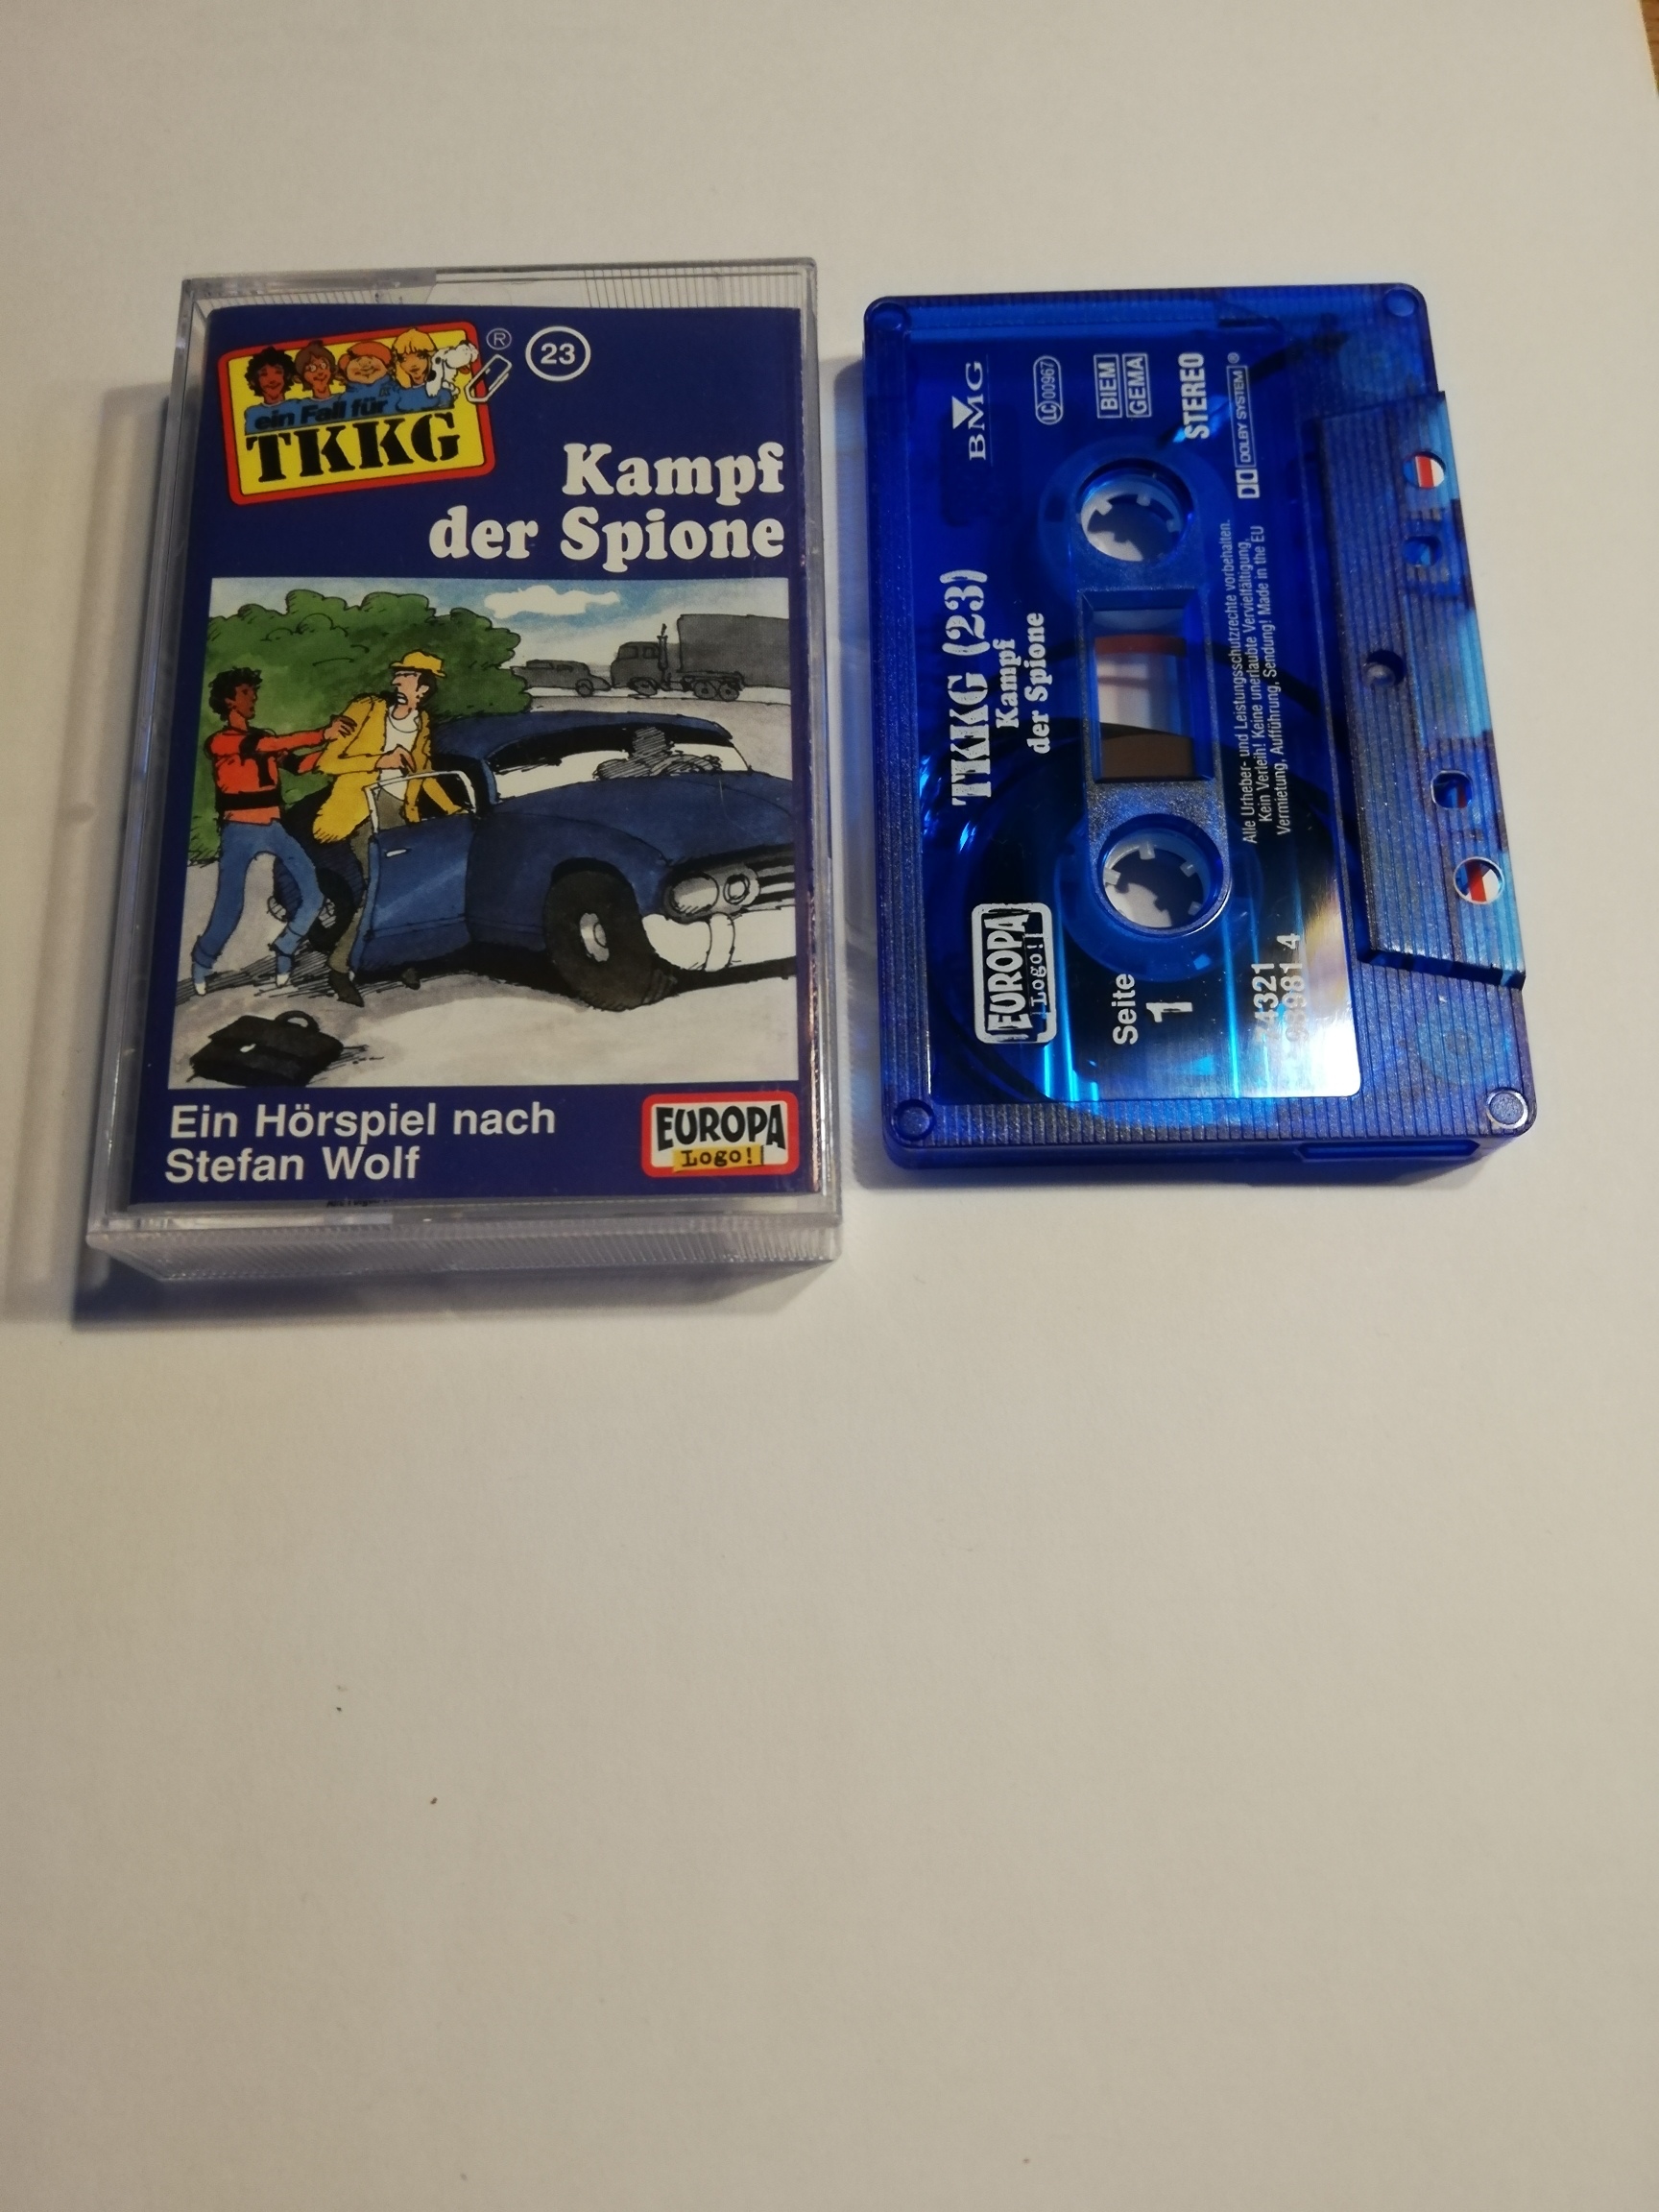 ein Fall für
TKKG
®
23
Kampf
der Spione
Ein Hörspiel nach
Stefan Wolf
EUROPA
Logo!
BMG
LC 00967
BIEM
GEMA
STEREO
DOLBY SYSTEM®
TKKG (23)
Kampf
der Spione
Alle Urheber- und Leistungsschutzrechte vorbehalten.
Kein Verleih! Keine unerlaubte Vervielfältigung,
Vermietung, Aufführung, Sendung! Made in the EU
EUROPA
Logo!
Seite
1
74321